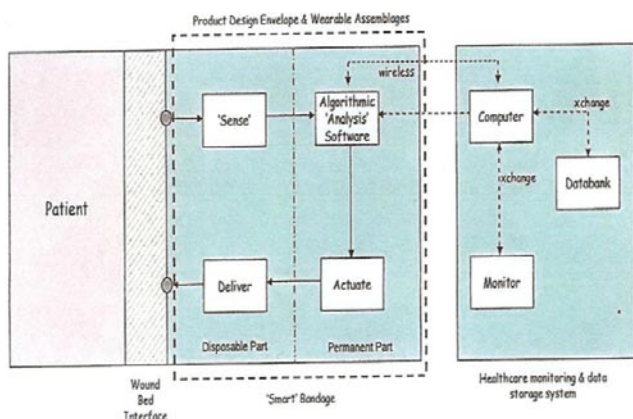 Product Design Envelope & Wearable Assemblages
wireless
'Sense'
Algorithmic
'Analysis'
Software
Computer
xchange
Databank
xchange
Patient
Deliver
Actuate
Monitor
Disposable Part
Permanent Part
Wound
Bed
Interface
'Smart' Bandage
Healthcare monitoring & data
storage system